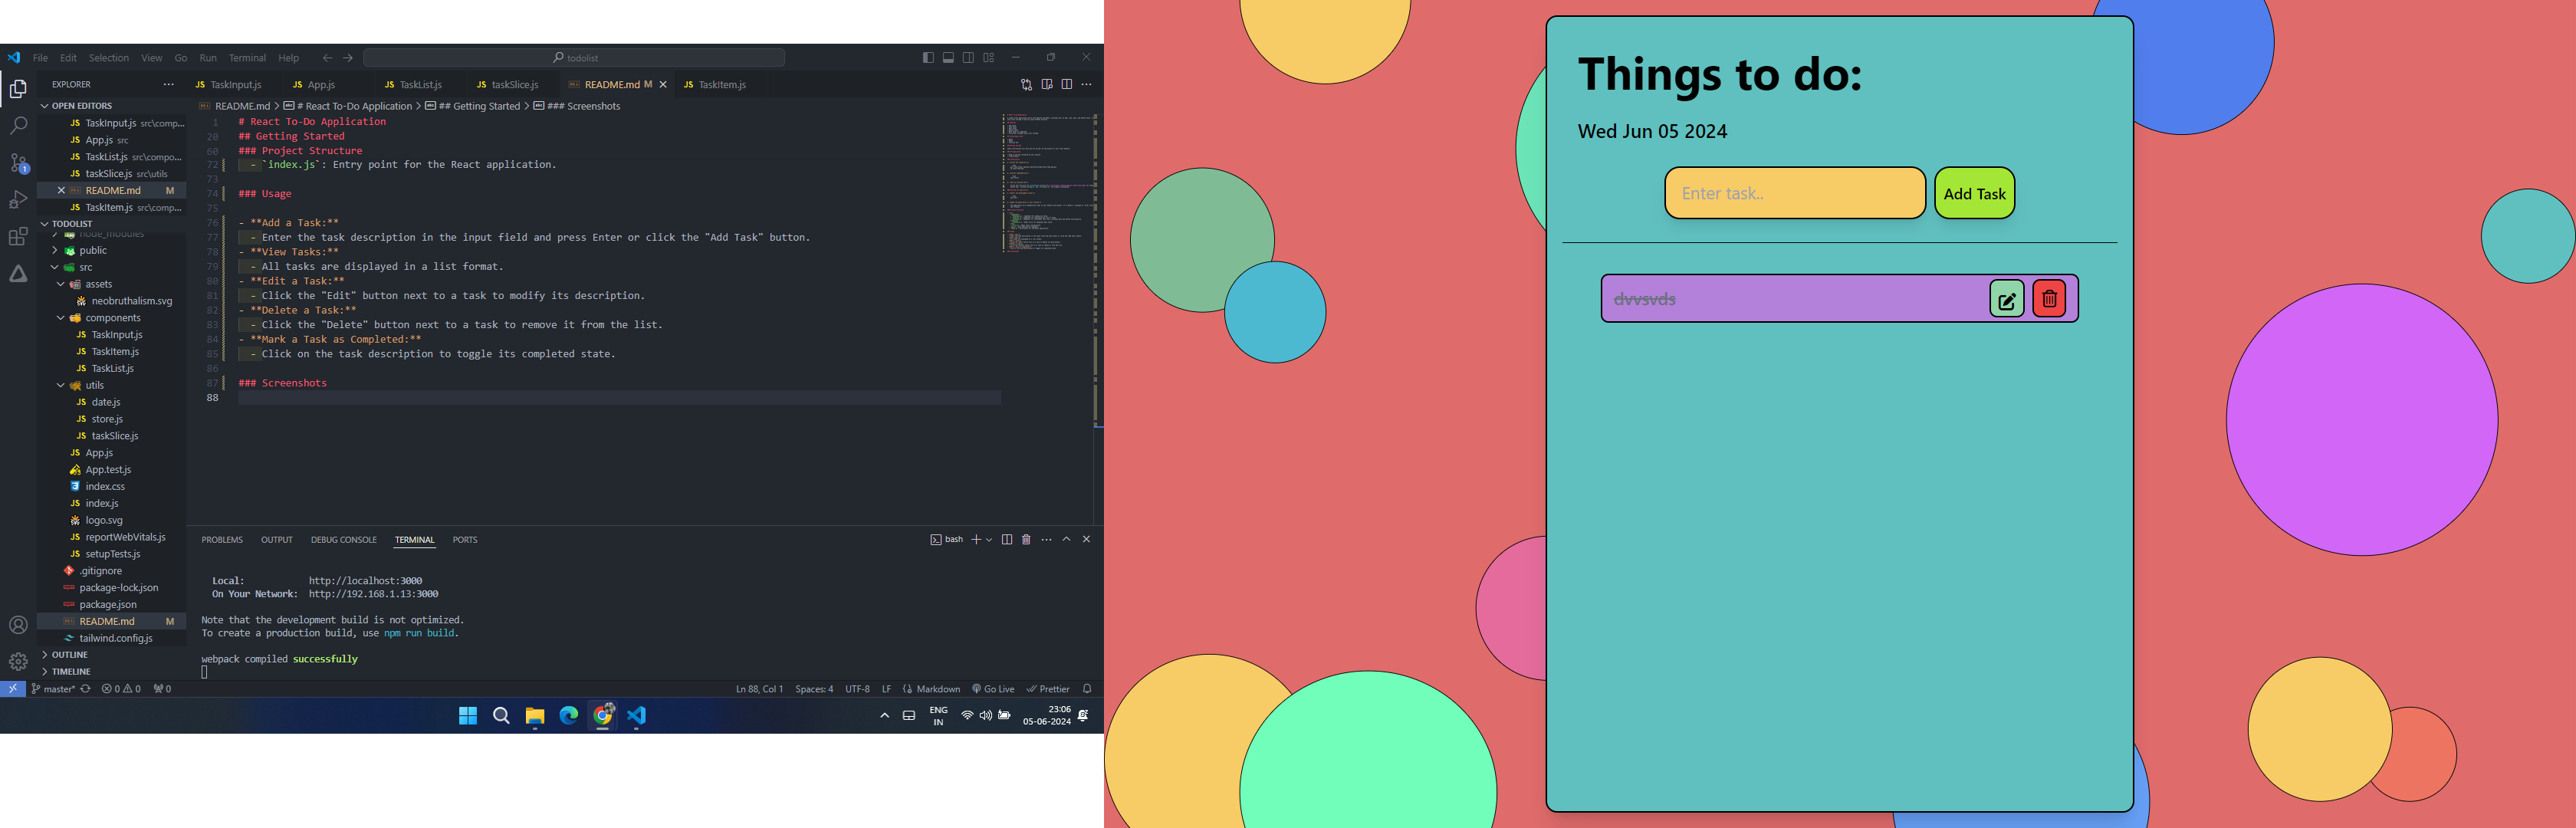 File Edit Selection View Go Run Terminal Help
todolist
EXPLORER
TaskInput.js App.js TaskList.js taskSlice.js README.md M TaskItem.js
README.md > # React To-Do Application > ## Getting Started > ### Screenshots
OPEN EDITORS
TaskInput.js src\comp...
App.js src
TaskList.js src\compo...
taskSlice.js src\utils
README.md M
TaskItem.js src\comp...
TODOLIST
node_modules
public
src
assets
neobruthalism.svg
components
TaskInput.js
TaskItem.js
TaskList.js
utils
date.js
store.js
taskSlice.js
App.js
App.test.js
index.css
index.js
logo.svg
reportWebVitals.js
setupTests.js
.gitignore
package-lock.json
package.json
README.md M
tailwind.config.js
OUTLINE
TIMELINE
1 # React To-Do Application
20 ## Getting Started
60 ### Project Structure
72 - `index.js`: Entry point for the React application.
73
74 ### Usage
75
76 - **Add a Task:**
77 - Enter the task description in the input field and press Enter or click the "Add Task" button.
78 - **View Tasks:**
79 - All tasks are displayed in a list format.
80 - **Edit a Task:**
81 - Click the "Edit" button next to a task to modify its description.
82 - **Delete a Task:**
83 - Click the "Delete" button next to a task to remove it from the list.
84 - **Mark a Task as Completed:**
85 - Click on the task description to toggle its completed state.
86
87 ### Screenshots
88
PROBLEMS OUTPUT DEBUG CONSOLE TERMINAL PORTS
bash
Local: http://localhost:3000
On Your Network: http://192.168.1.13:3000
Note that the development build is not optimized.
To create a production build, use npm run build.
webpack compiled successfully
master* 0 0 0
Ln 88, Col 1 Spaces: 4 UTF-8 LF Markdown Go Live Prettier
ENG
IN
23:06
05-06-2024
Things to do:
Wed Jun 05 2024
Enter task..
Add Task
dvvsvds